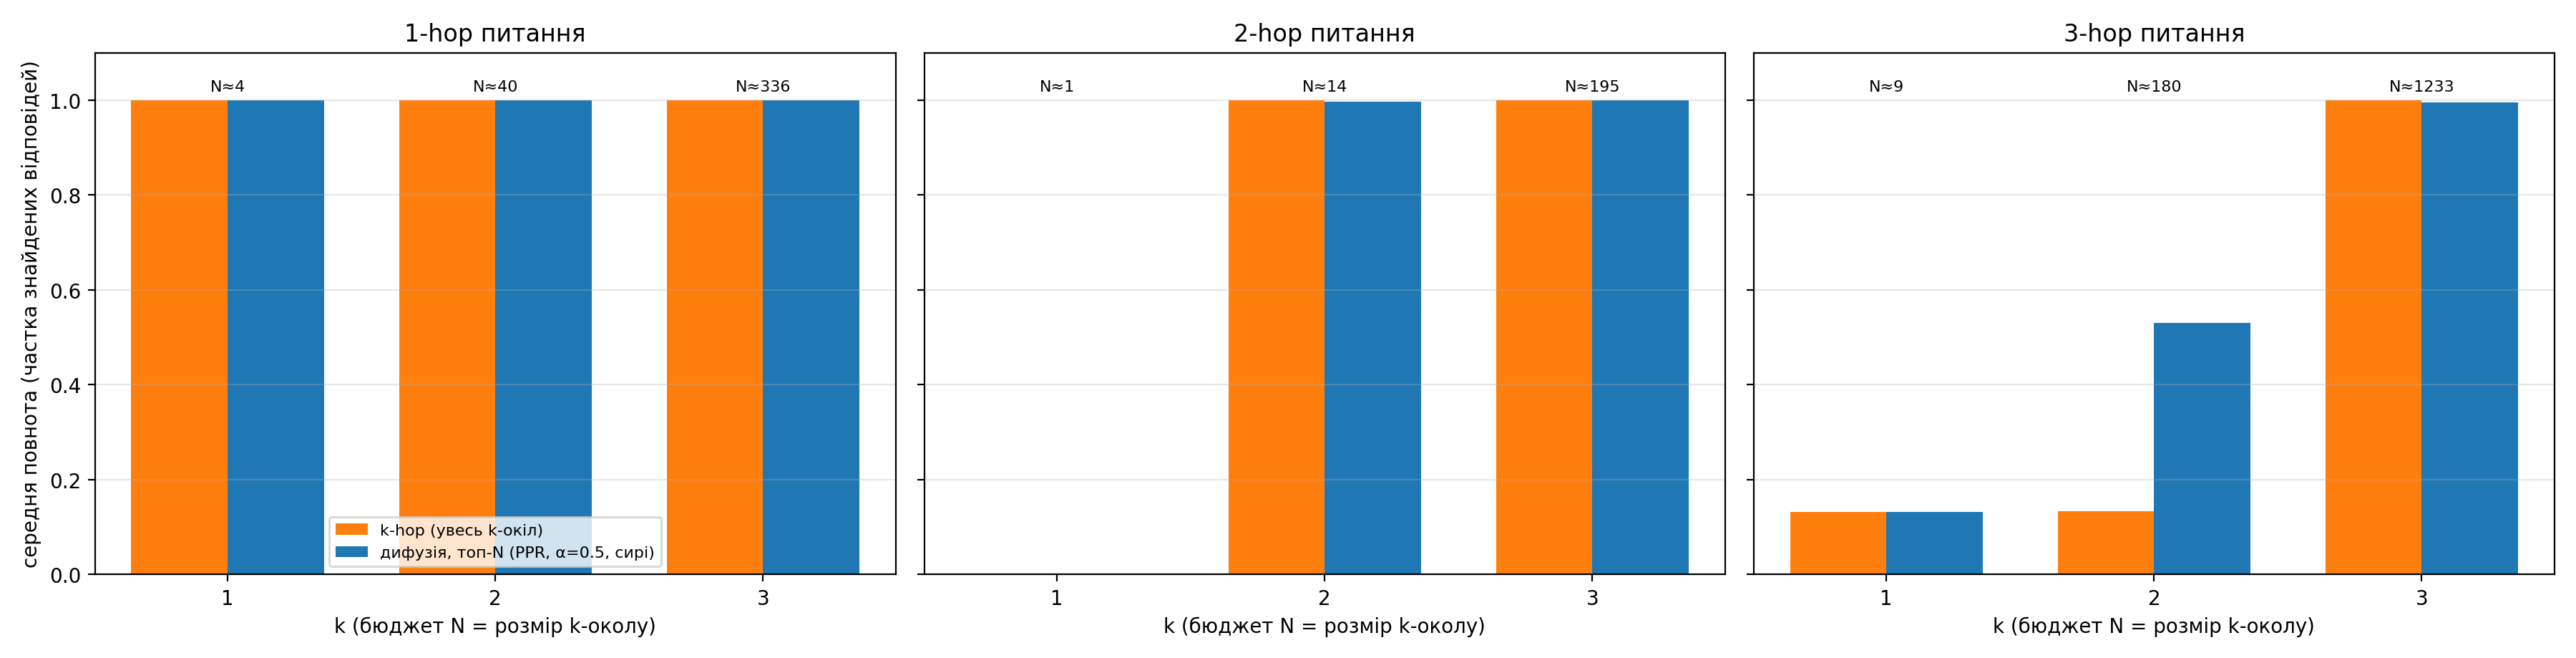 1-hop питання
2-hop питання
3-hop питання
середня повнота (частка знайдених відповідей)
1.0
0.8
0.6
0.4
0.2
0.0
N≈4
N≈40
N≈336
k-hop (увесь k-окіл)
дифузія, топ-N (PPR, α=0.5, сирі)
1
2
3
k (бюджет N = розмір k-околу)
N≈1
N≈14
N≈195
1
2
3
k (бюджет N = розмір k-околу)
N≈9
N≈180
N≈1233
1
2
3
k (бюджет N = розмір k-околу)